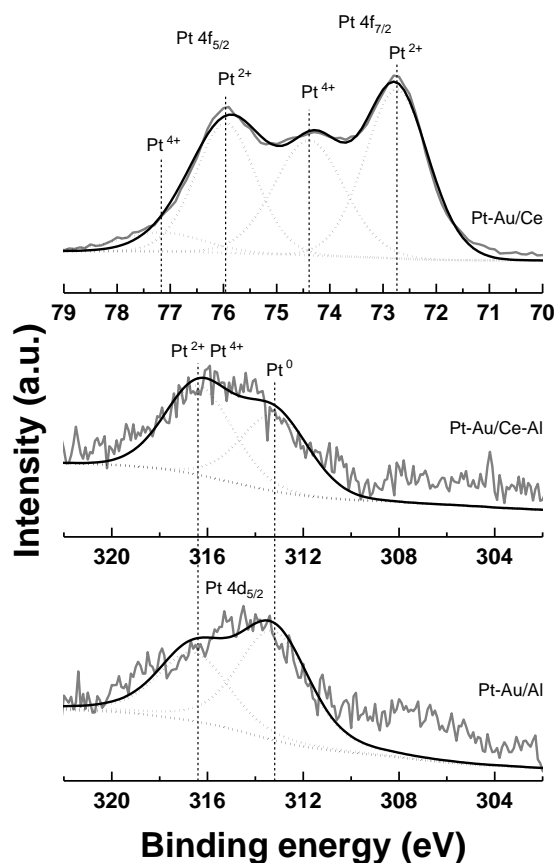 Pt 4f7/2
Pt 4f5/2
Pt2+
Pt2+
Pt4+
Pt4+
Pt-Au/Ce
79 78 77 76 75 74 73 72 71 70
Pt2+ Pt4+
Pt0
Pt-Au/Ce-Al
320 316 312 308 304
Intensity (a.u.)
Pt 4d5/2
Pt-Au/Al
320 316 312 308 304
Binding energy (eV)